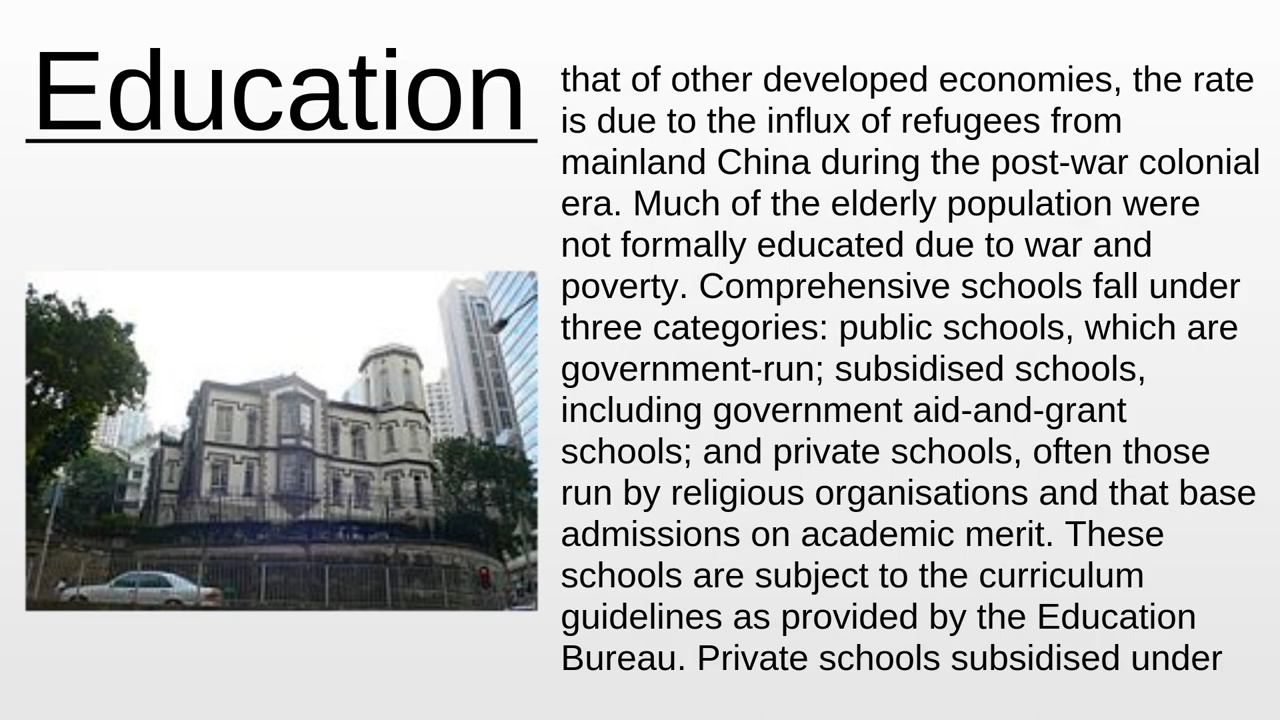 Education
that of other developed economies, the rate
is due to the influx of refugees from
mainland China during the post-war colonial
era. Much of the elderly population were
not formally educated due to war and
poverty. Comprehensive schools fall under
three categories: public schools, which are
government-run; subsidised schools,
including government aid-and-grant
schools; and private schools, often those
run by religious organisations and that base
admissions on academic merit. These
schools are subject to the curriculum
guidelines as provided by the Education
Bureau. Private schools subsidised under